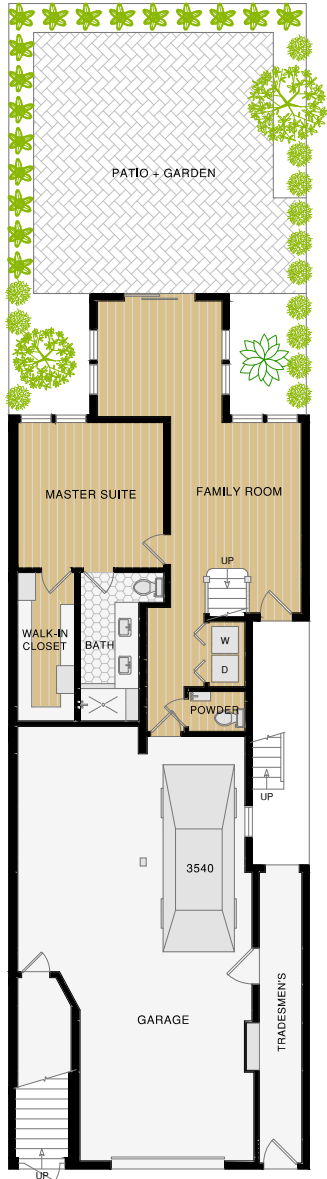 PATIO + GARDEN
MASTER SUITE
FAMILY ROOM
UP
WALK-IN
CLOSET
BATH
W
D
POWDER
UP
3540
TRADESMEN'S
GARAGE
UP